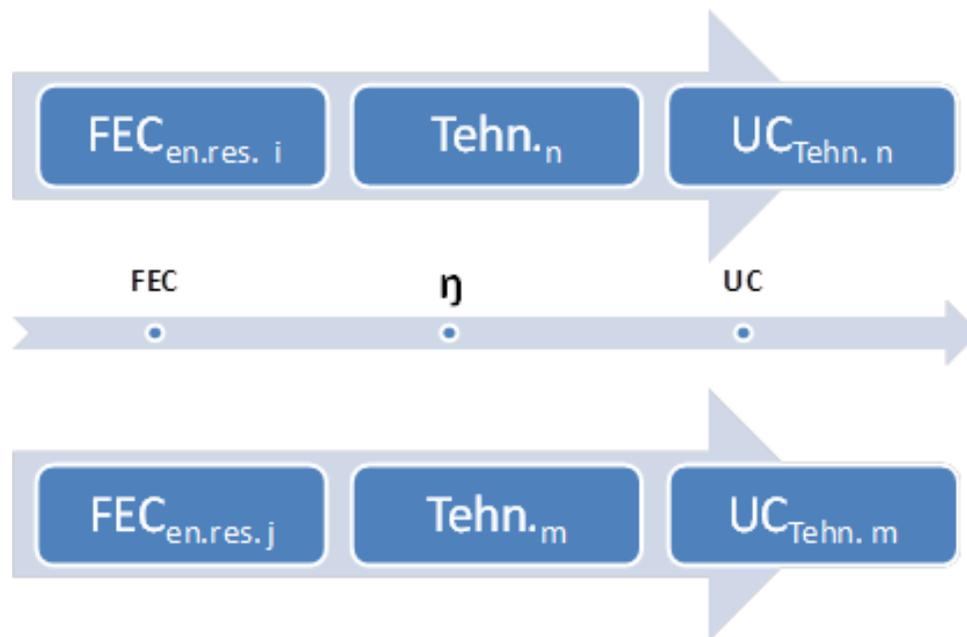 FECen.res. i Tehn.n UCTehn. n
FEC ŋ UC
FECen.res. j Tehn.m UCTehn. m